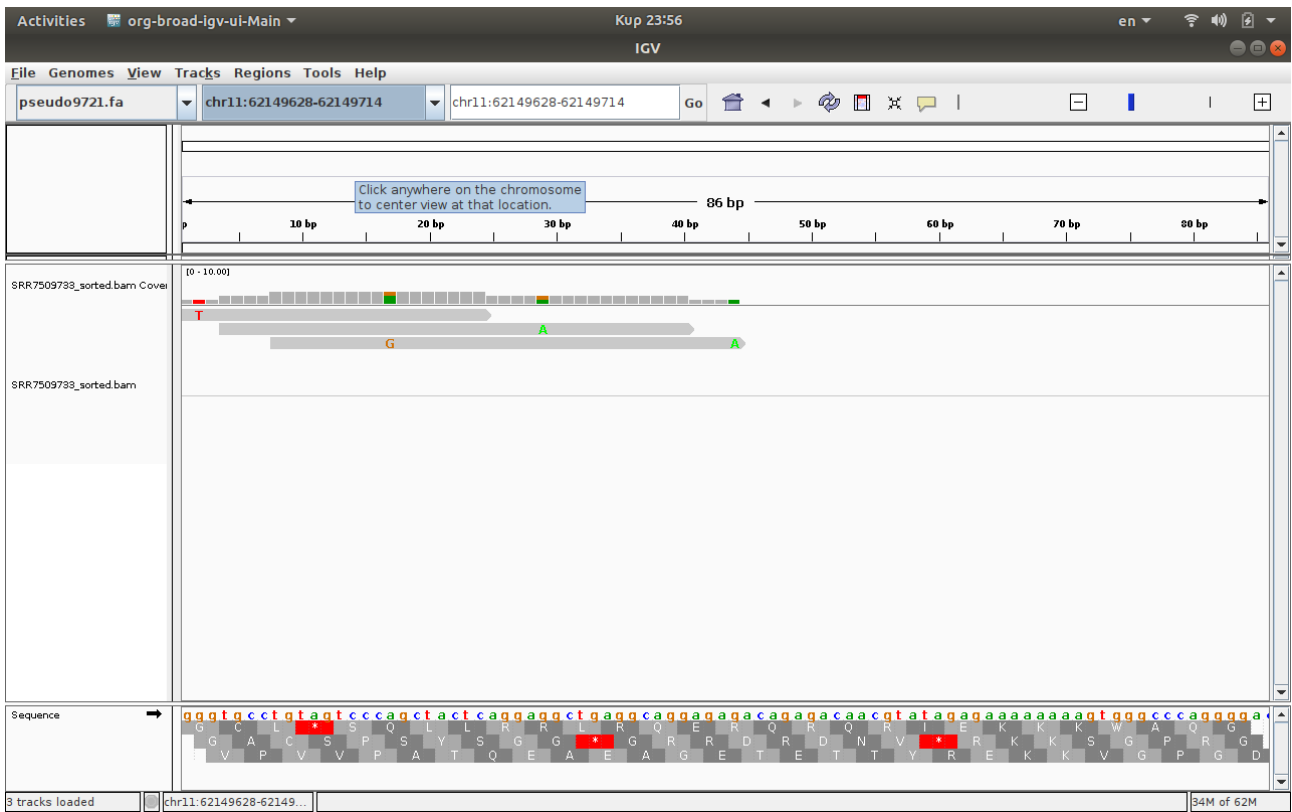 Activities org-broad-igv-ui-Main Κυρ 23:56 en
IGV
File Genomes View Tracks Regions Tools Help
pseudo9721.fa chr11:62149628-62149714 chr11:62149628-62149714 Go
Click anywhere on the chromosome
to center view at that location.
86 bp
p 10 bp 20 bp 30 bp 40 bp 50 bp 60 bp 70 bp 80 bp
[0 - 10.00]
SRR7509733_sorted.bam Cover
T
A
G A
SRR7509733_sorted.bam
Sequence
g g g t g c c t g t a g t c c c a g c t a c t c a g g a g g c t g a g g c a g g a g a g a c a g a g a c a a c g t a t a g a g a a a a a a a a g t g g g c c c a g g g g a c
G C L * S Q L L R R L R Q E R Q R Q R I E K K K W A Q G
G A C S P S Y S G G * G R R D R D N V * R K K S G P R G
V P V V P A T Q E A E A G E T E T T Y R E K K V G P G D
3 tracks loaded chr11:62149628-62149... 34M of 62M